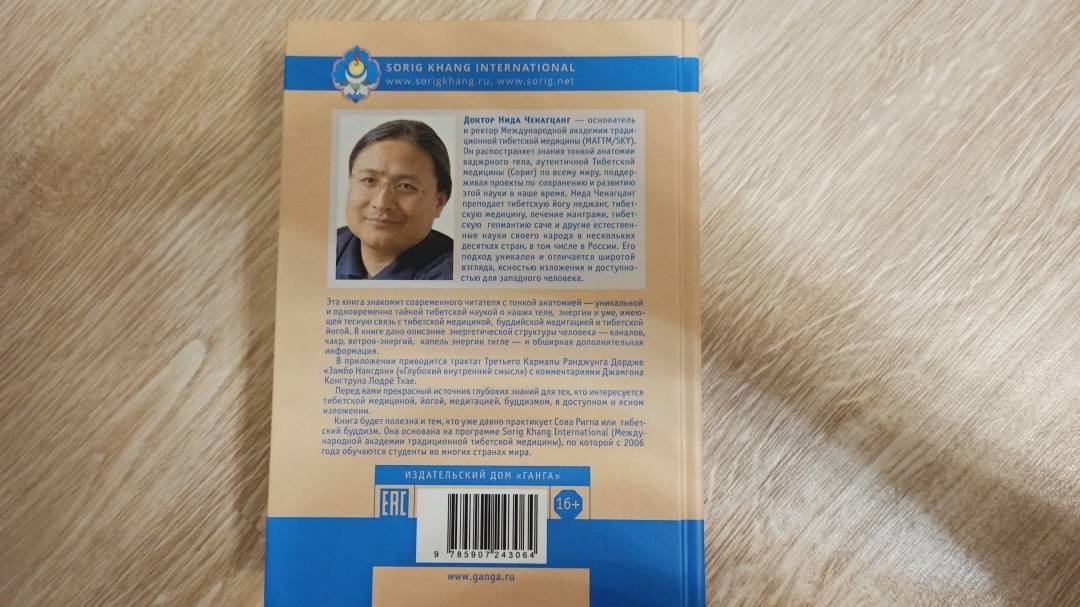 SORIG KHANG INTERNATIONAL
www.sorigkhang.ru, www.sorig.net
Доктор Нида Ченагцанг — основатель
и ректор Международной академии тради-
ционной тибетской медицины (MATTM/SKY).
Он распостраняет знания тонкой анатомии
ваджрного тела, аутентичной Тибетской
медицины (Сориг) по всему миру, поддер-
живая проекты по сохранению и развитию
этой науки в наше время. Нида Ченагцанг
преподает тибетскую йогу неджанг, тибет-
скую медицину, лечение мантрами, тибет-
скую геомантию саче и другие естествен-
ные науки своего народа в нескольких
десятках стран, в том числе в России. Его
подход уникален и отличается широтой
взгляда, ясностью изложения и доступно-
стью для западного человека.
Эта книга знакомит современного читателя с тонкой анатомией — уникальной
и одновременно тайной тибетской наукой о наших теле, энергии и уме, имею-
щей тесную связь с тибетской медициной, буддийской медитацией и тибетской
йогой. В книге дано описание энергетической структуры человека — каналов,
чакр, ветров-энергий, капель энергии тигле — и обширная дополнительная
информация.
В приложении приводится трактат Третьего Кармапы Ранджунга Дордже
«Замбо Нангдон» («Глубокий внутренний смысл») с комментариями Джамгона
Конгтрула Лодрё Тхае.
Перед вами прекрасный источник глубоких знаний для тех, кто интересуется
тибетской медициной, йогой, медитацией, буддизмом, в доступном и ясном
изложении.
Книга будет полезна и тем, кто уже давно практикует Сова Ригпа или тибет-
ский буддизм. Она основана на программе Sorig Khang International (Между-
народной академии традиционной тибетской медицины), по которой с 2006
года обучаются студенты во многих странах мира.
ИЗДАТЕЛЬСКИЙ ДОМ «ГАНГА»
EAC
16+
9 785907 243064
www.ganga.ru